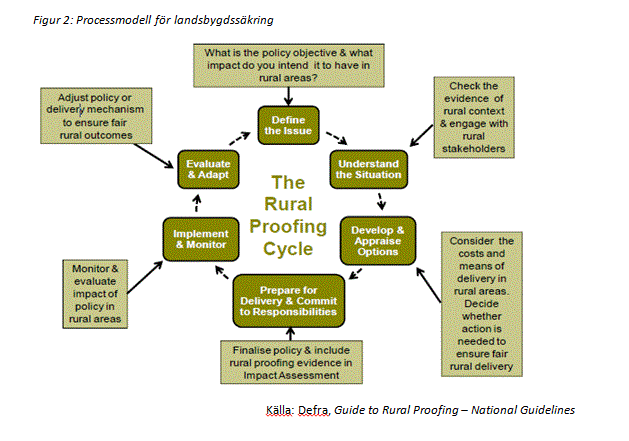 Figur 2: Processmodell för landsbygdssäkring
What is the policy objective & what
impact do you intend it to have in
rural areas?
Define
the Issue
Check the
evidence of
rural context
& engage with
rural
stakeholders
Understand
the Situation
Develop &
Appraise
Options
Consider the
costs and
means of
delivery in
rural areas.
Decide
whether
action is
needed to
ensure fair
rural delivery
Prepare for
Delivery & Commit
to Responsibilities
Finalise policy & include
rural proofing evidence in
Impact Assessment
Implement
& Monitor
Monitor &
evaluate
impact of
policy in
rural areas
Evaluate
& Adapt
Adjust policy or
delivery mechanism
to ensure fair
rural outcomes
The
Rural
Proofing
Cycle
Källa: Defra, Guide to Rural Proofing – National Guidelines